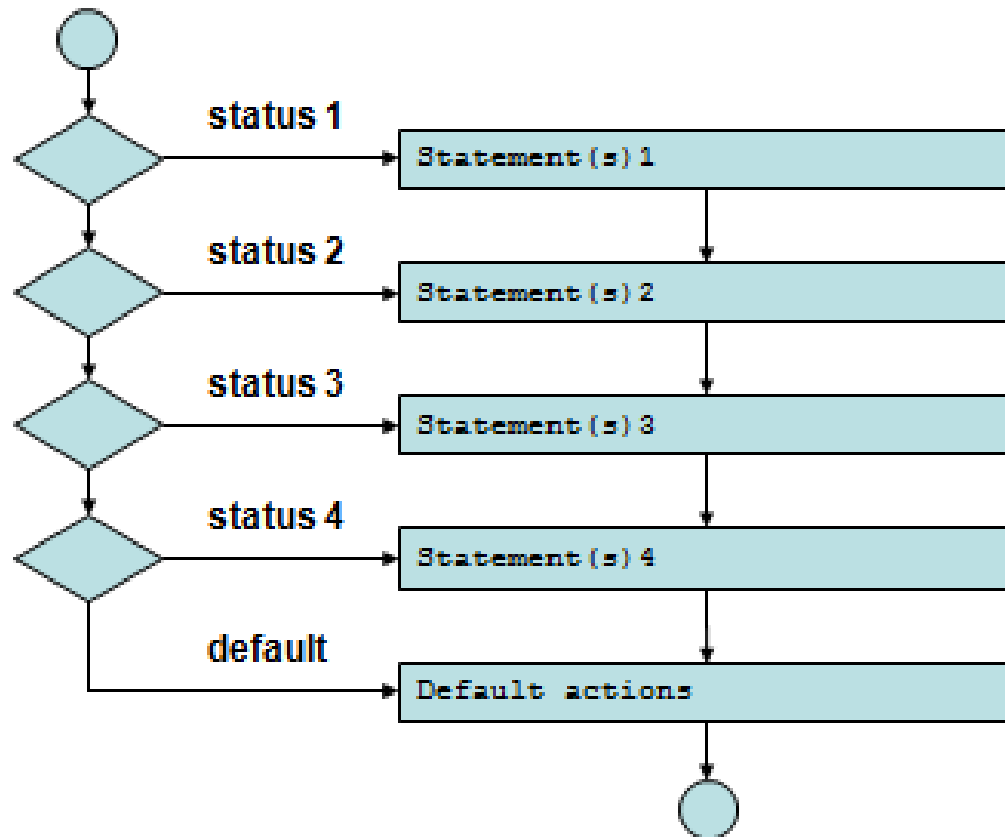 status 1
Statement(s)1
status 2
Statement(s)2
status 3
Statement(s)3
status 4
Statement(s)4
default
Default actions